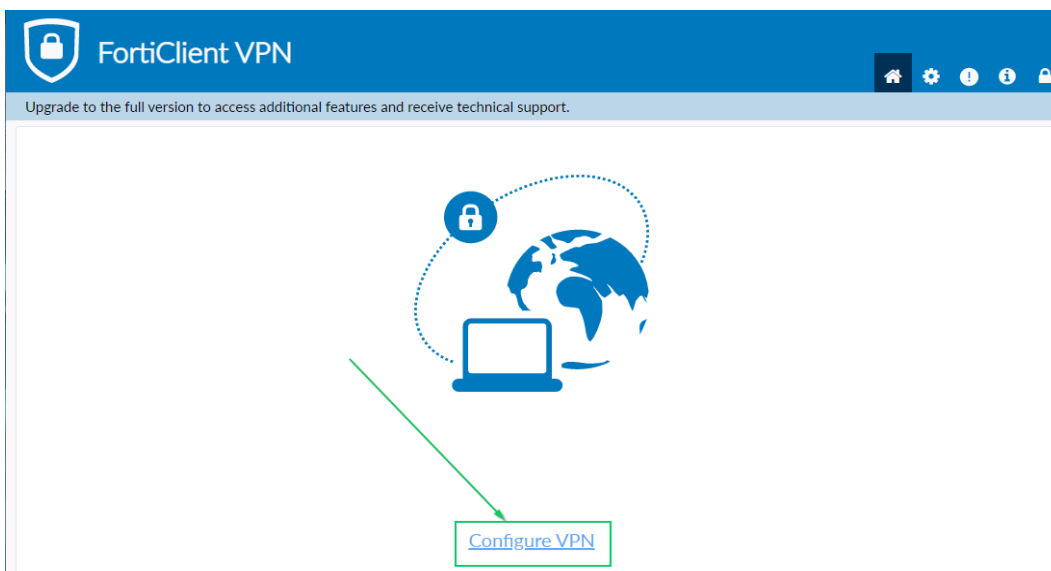 FortiClient VPN
Upgrade to the full version to access additional features and receive technical support.
Configure VPN